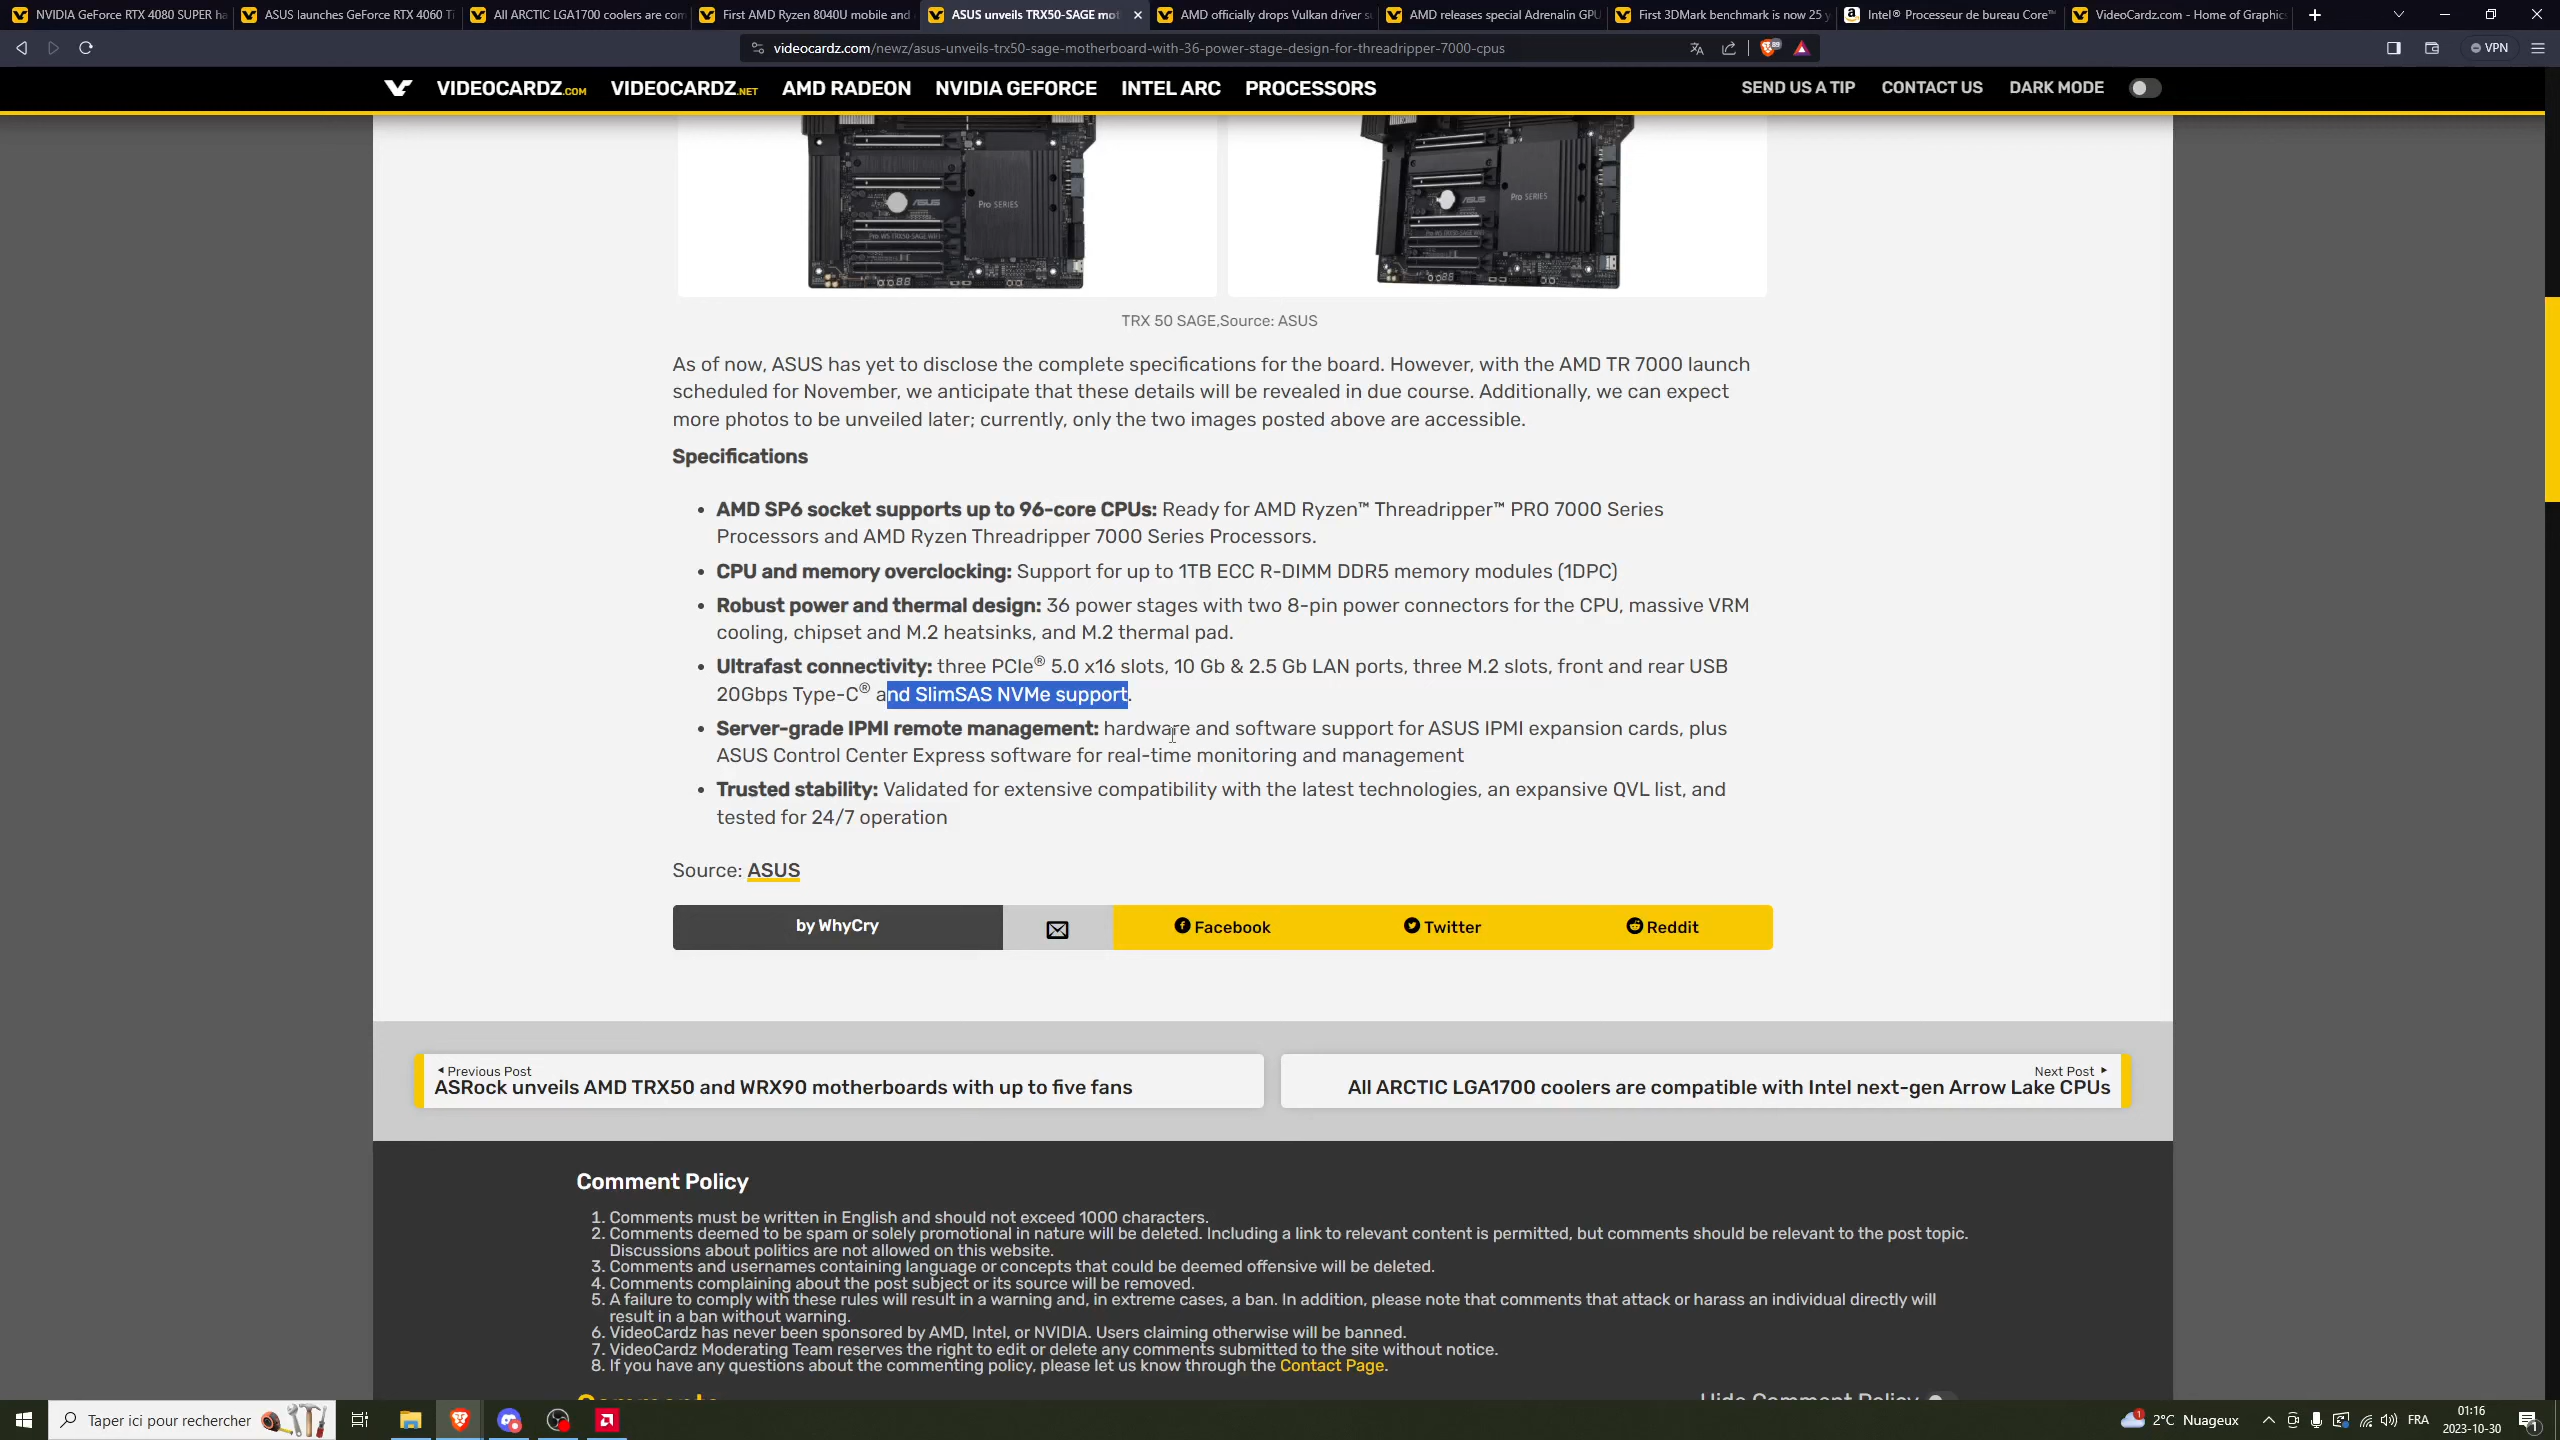 NVIDIA GeForce RTX 4080 SUPER ha
ASUS launches GeForce RTX 4060 Ti
All ARCTIC LGA1700 coolers are com
First AMD Ryzen 8040U mobile and
ASUS unveils TRX50-SAGE mot
AMD officially drops Vulkan driver su
AMD releases special Adrenalin GPU
First 3DMark benchmark is now 25 y
Intel® Processeur de bureau Core™
VideoCardz.com - Home of Graphic
videocardz.com/newz/asus-unveils-trx50-sage-motherboard-with-36-power-stage-design-for-threadripper-7000-cpus
VPN
VIDEOCARDZ.COM
VIDEOCARDZ.NET
AMD RADEON
NVIDIA GEFORCE
INTEL ARC
PROCESSORS
SEND US A TIP
CONTACT US
DARK MODE
Pro SERIES
ASUS
Pro WS TRX50-SAGE WIFI
Pro SERIES
ASUS
TRX 50 SAGE,Source: ASUS
As of now, ASUS has yet to disclose the complete specifications for the board. However, with the AMD TR 7000 launch
scheduled for November, we anticipate that these details will be revealed in due course. Additionally, we can expect
more photos to be unveiled later; currently, only the two images posted above are accessible.
Specifications
• AMD SP6 socket supports up to 96-core CPUs: Ready for AMD Ryzen™ Threadripper™ PRO 7000 Series
Processors and AMD Ryzen Threadripper 7000 Series Processors.
• CPU and memory overclocking: Support for up to 1TB ECC R-DIMM DDR5 memory modules (1DPC)
• Robust power and thermal design: 36 power stages with two 8-pin power connectors for the CPU, massive VRM
cooling, chipset and M.2 heatsinks, and M.2 thermal pad.
• Ultrafast connectivity: three PCIe® 5.0 x16 slots, 10 Gb & 2.5 Gb LAN ports, three M.2 slots, front and rear USB
20Gbps Type-C® and SlimSAS NVMe support.
• Server-grade IPMI remote management: hardware and software support for ASUS IPMI expansion cards, plus
ASUS Control Center Express software for real-time monitoring and management
• Trusted stability: Validated for extensive compatibility with the latest technologies, an expansive QVL list, and
tested for 24/7 operation
Source: ASUS
by WhyCry
Facebook
Twitter
Reddit
Previous Post
ASRock unveils AMD TRX50 and WRX90 motherboards with up to five fans
Next Post
All ARCTIC LGA1700 coolers are compatible with Intel next-gen Arrow Lake CPUs
Comment Policy
1. Comments must be written in English and should not exceed 1000 characters.
2. Comments deemed to be spam or solely promotional in nature will be deleted. Including a link to relevant content is permitted, but comments should be relevant to the post topic.
Discussions about politics are not allowed on this website.
3. Comments and usernames containing language or concepts that could be deemed offensive will be deleted.
4. Comments complaining about the post subject or its source will be removed.
5. A failure to comply with these rules will result in a warning and, in extreme cases, a ban. In addition, please note that comments that attack or harass an individual directly will
result in a ban without warning.
6. VideoCardz has never been sponsored by AMD, Intel, or NVIDIA. Users claiming otherwise will be banned.
7. VideoCardz Moderating Team reserves the right to edit or delete any comments submitted to the site without notice.
8. If you have any questions about the commenting policy, please let us know through the Contact Page.
Comments
Hide Comment Policy
Taper ici pour rechercher
2°C Nuageux
FRA
01:16
2023-10-30